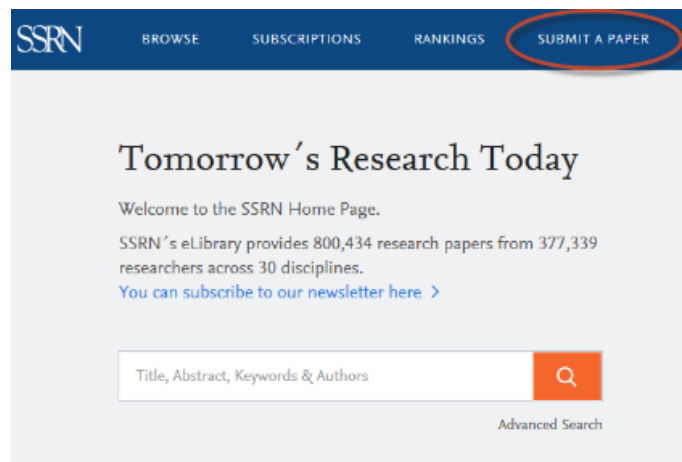 SSRN BROWSE SUBSCRIPTIONS RANKINGS SUBMIT A PAPER
Tomorrow´s Research Today
Welcome to the SSRN Home Page.
SSRN´s eLibrary provides 800,434 research papers from 377,339
researchers across 30 disciplines.
You can subscribe to our newsletter here >
Title, Abstract, Keywords & Authors
Advanced Search